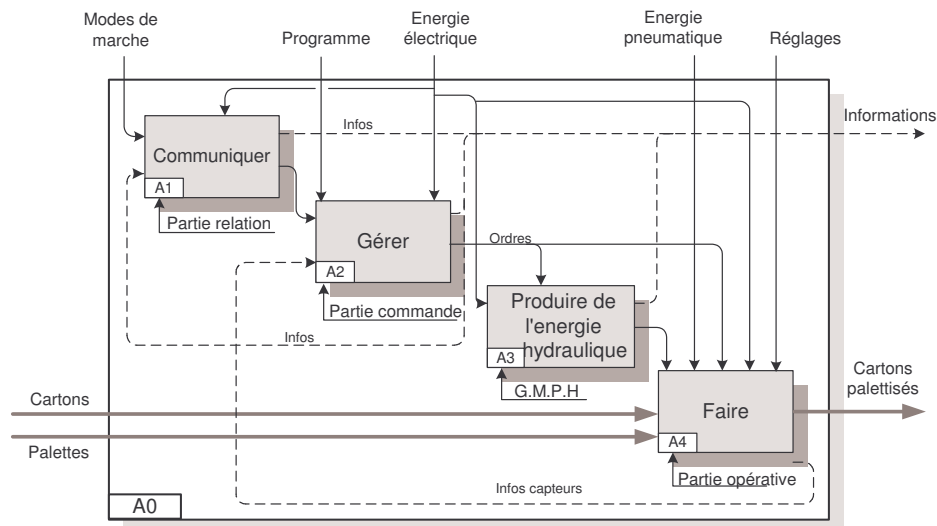 Modes de
marche
Programme
Energie
électrique
Energie
pneumatique
Réglages
Infos
Informations
Communiquer
A1
Partie relation
Gérer
A2
Ordres
Partie commande
Infos
Produire de
l'energie
hydraulique
A3
G.M.P.H
Cartons
Palettes
Faire
A4
Partie opérative
Cartons
palettisés
Infos capteurs
A0